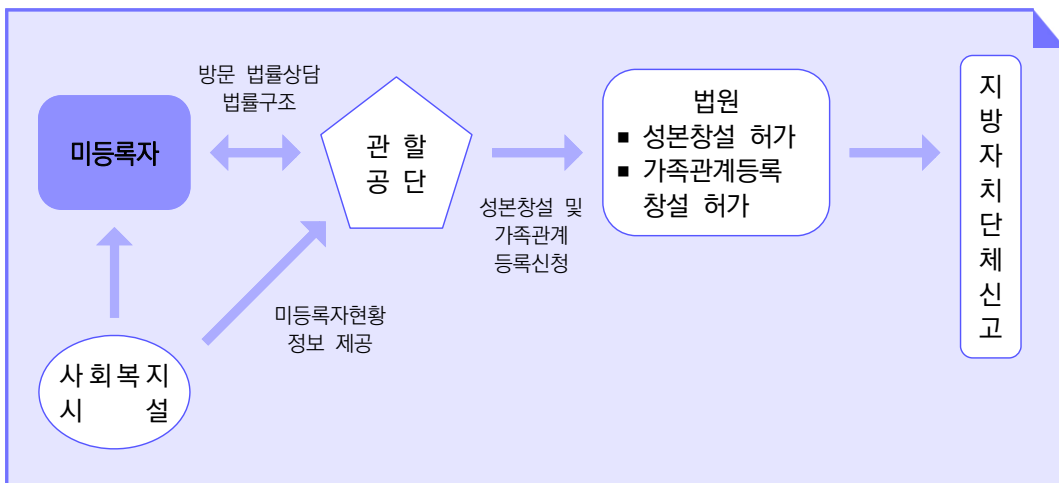 방문 법률상담
법률구조
미등록자
관 할
공 단
법원
▪ 성본창설 허가
▪ 가족관계등록
창설 허가
지
방
자
치
단
체
신
고
성본창설 및
가족관계
등록신청
미등록자현황
정보 제공
사회복지
시 설